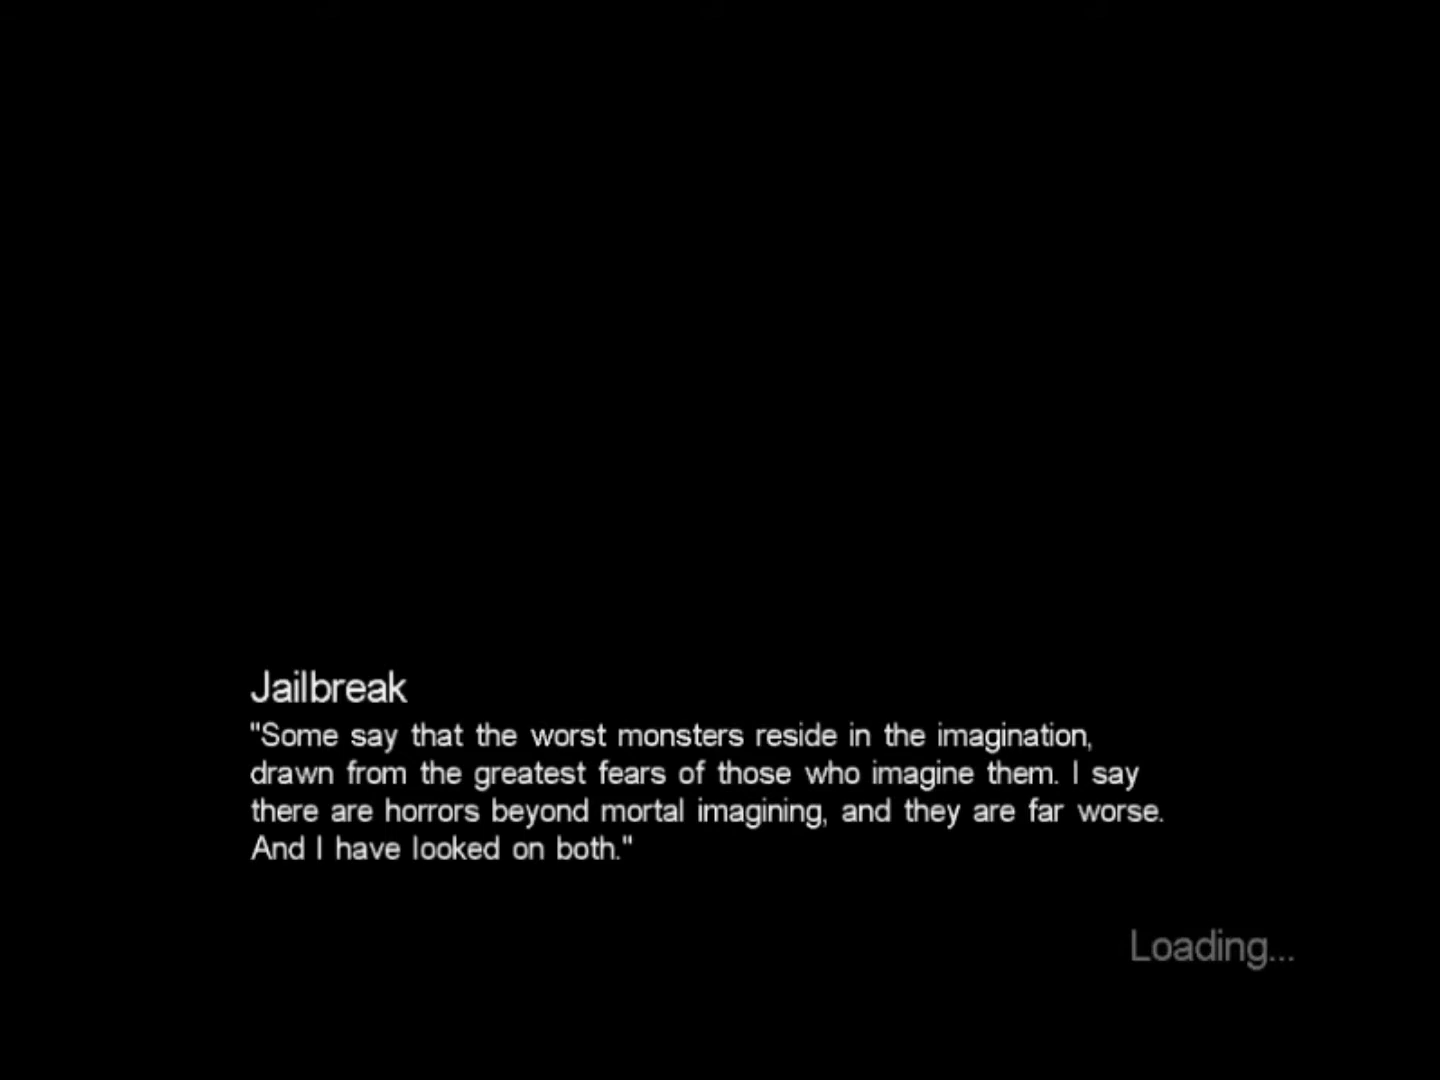 Jailbreak
"Some say that the worst monsters reside in the imagination,
drawn from the greatest fears of those who imagine them. I say
there are horrors beyond mortal imagining, and they are far worse.
And I have looked on both."
Loading...